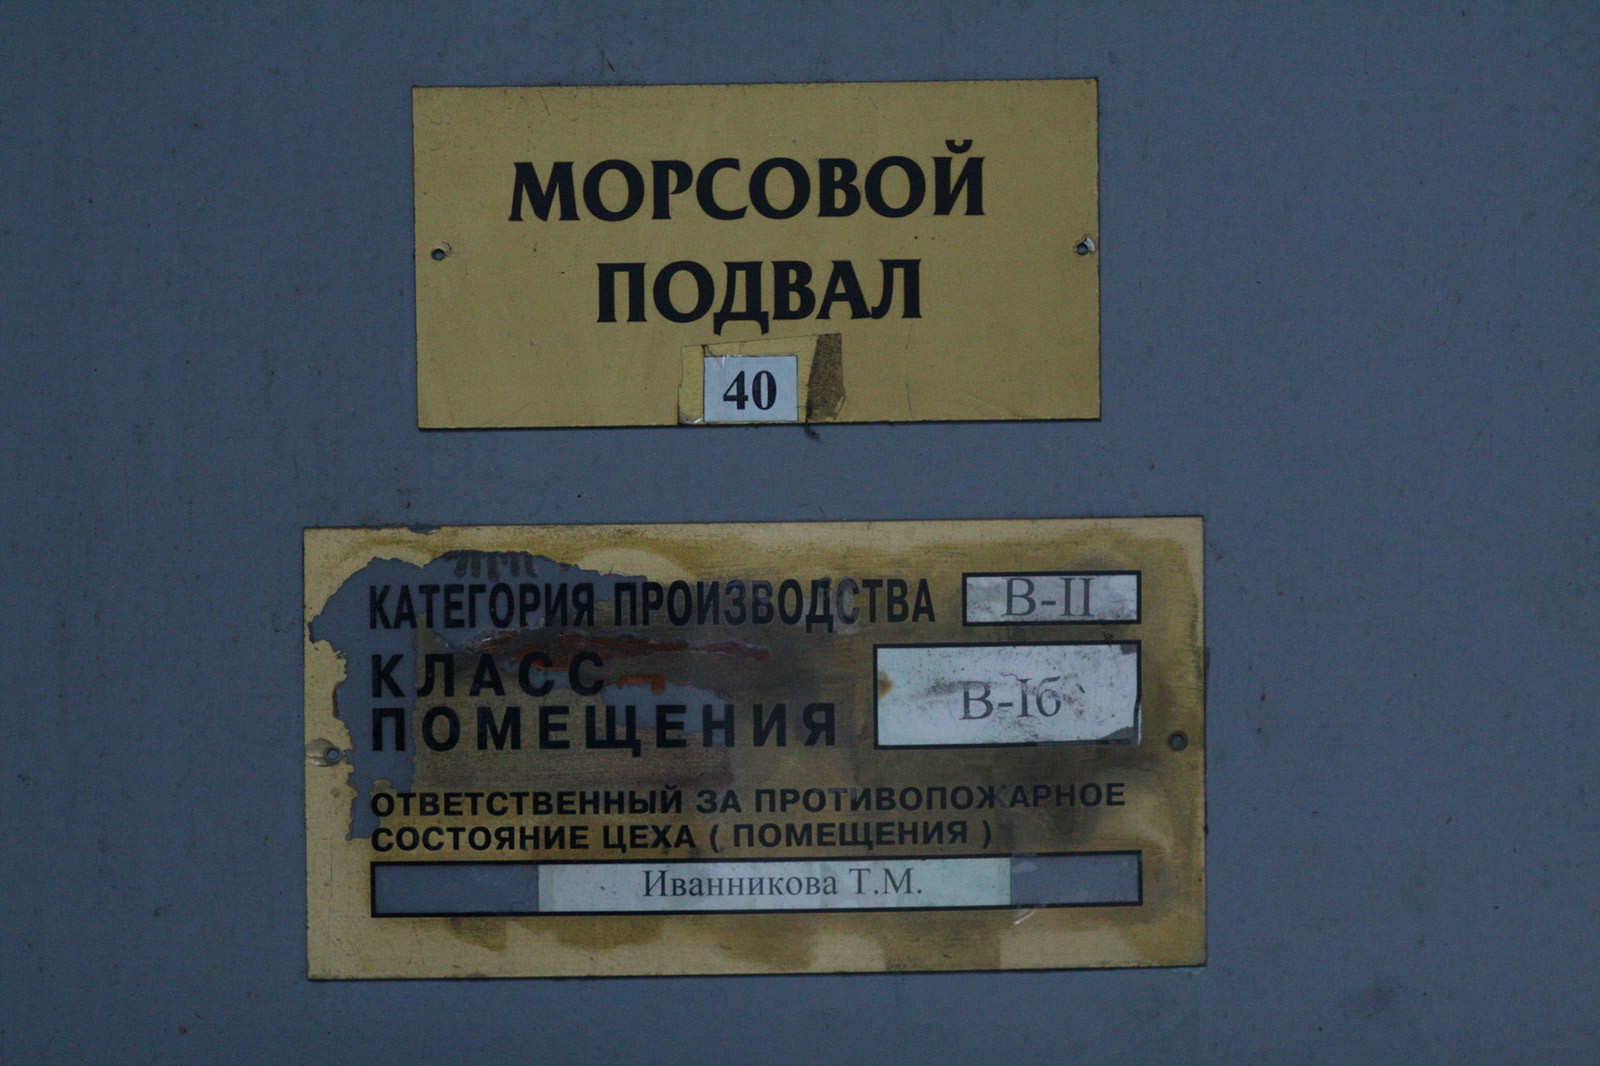 МОРСОВОЙ
ПОДВАЛ
40
КАТЕГОРИЯ ПРОИЗВОДСТВА В-II
КЛАСС
ПОМЕЩЕНИЯ В-Iб
ОТВЕТСТВЕННЫЙ ЗА ПРОТИВОПОЖАРНОЕ
СОСТОЯНИЕ ЦЕХА ( ПОМЕЩЕНИЯ )
Иванникова Т.М.